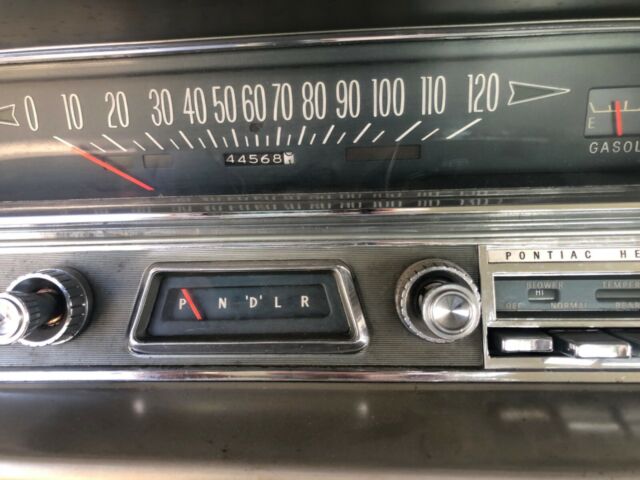 0 10 20 30 40 50 60 70 80 90 100 110 120
44568
E
GASOL
PONTIAC HE
P N 'D' L R
BLOWER TEMPER
HI
DEF NORMAL